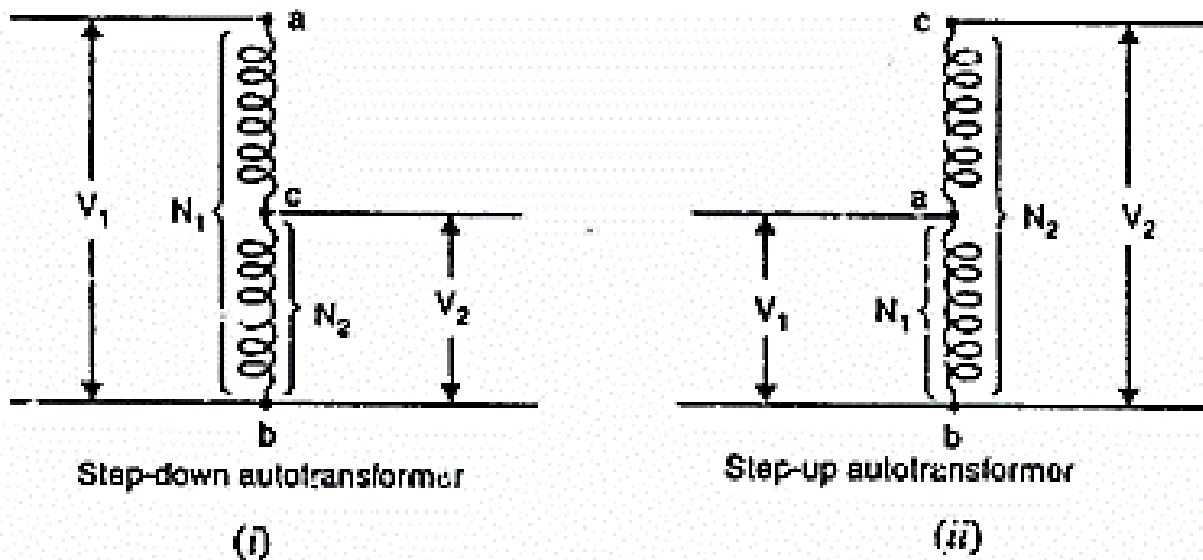 a
c
V₁
N₁
c
a
N₂
V₂
N₂
V₂
V₁
N₁
b
b
Step-down autotransformer
Step-up autotransformer
(i)
(ii)